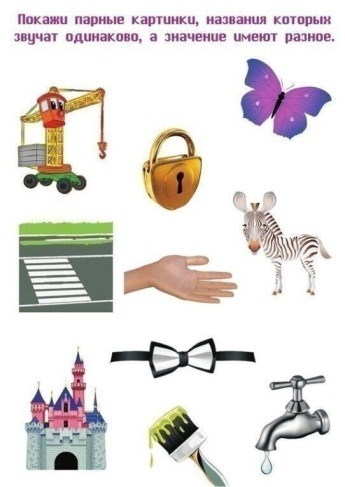 Покажи парные картинки, названия которых
звучат одинаково, а значение имеют разное.